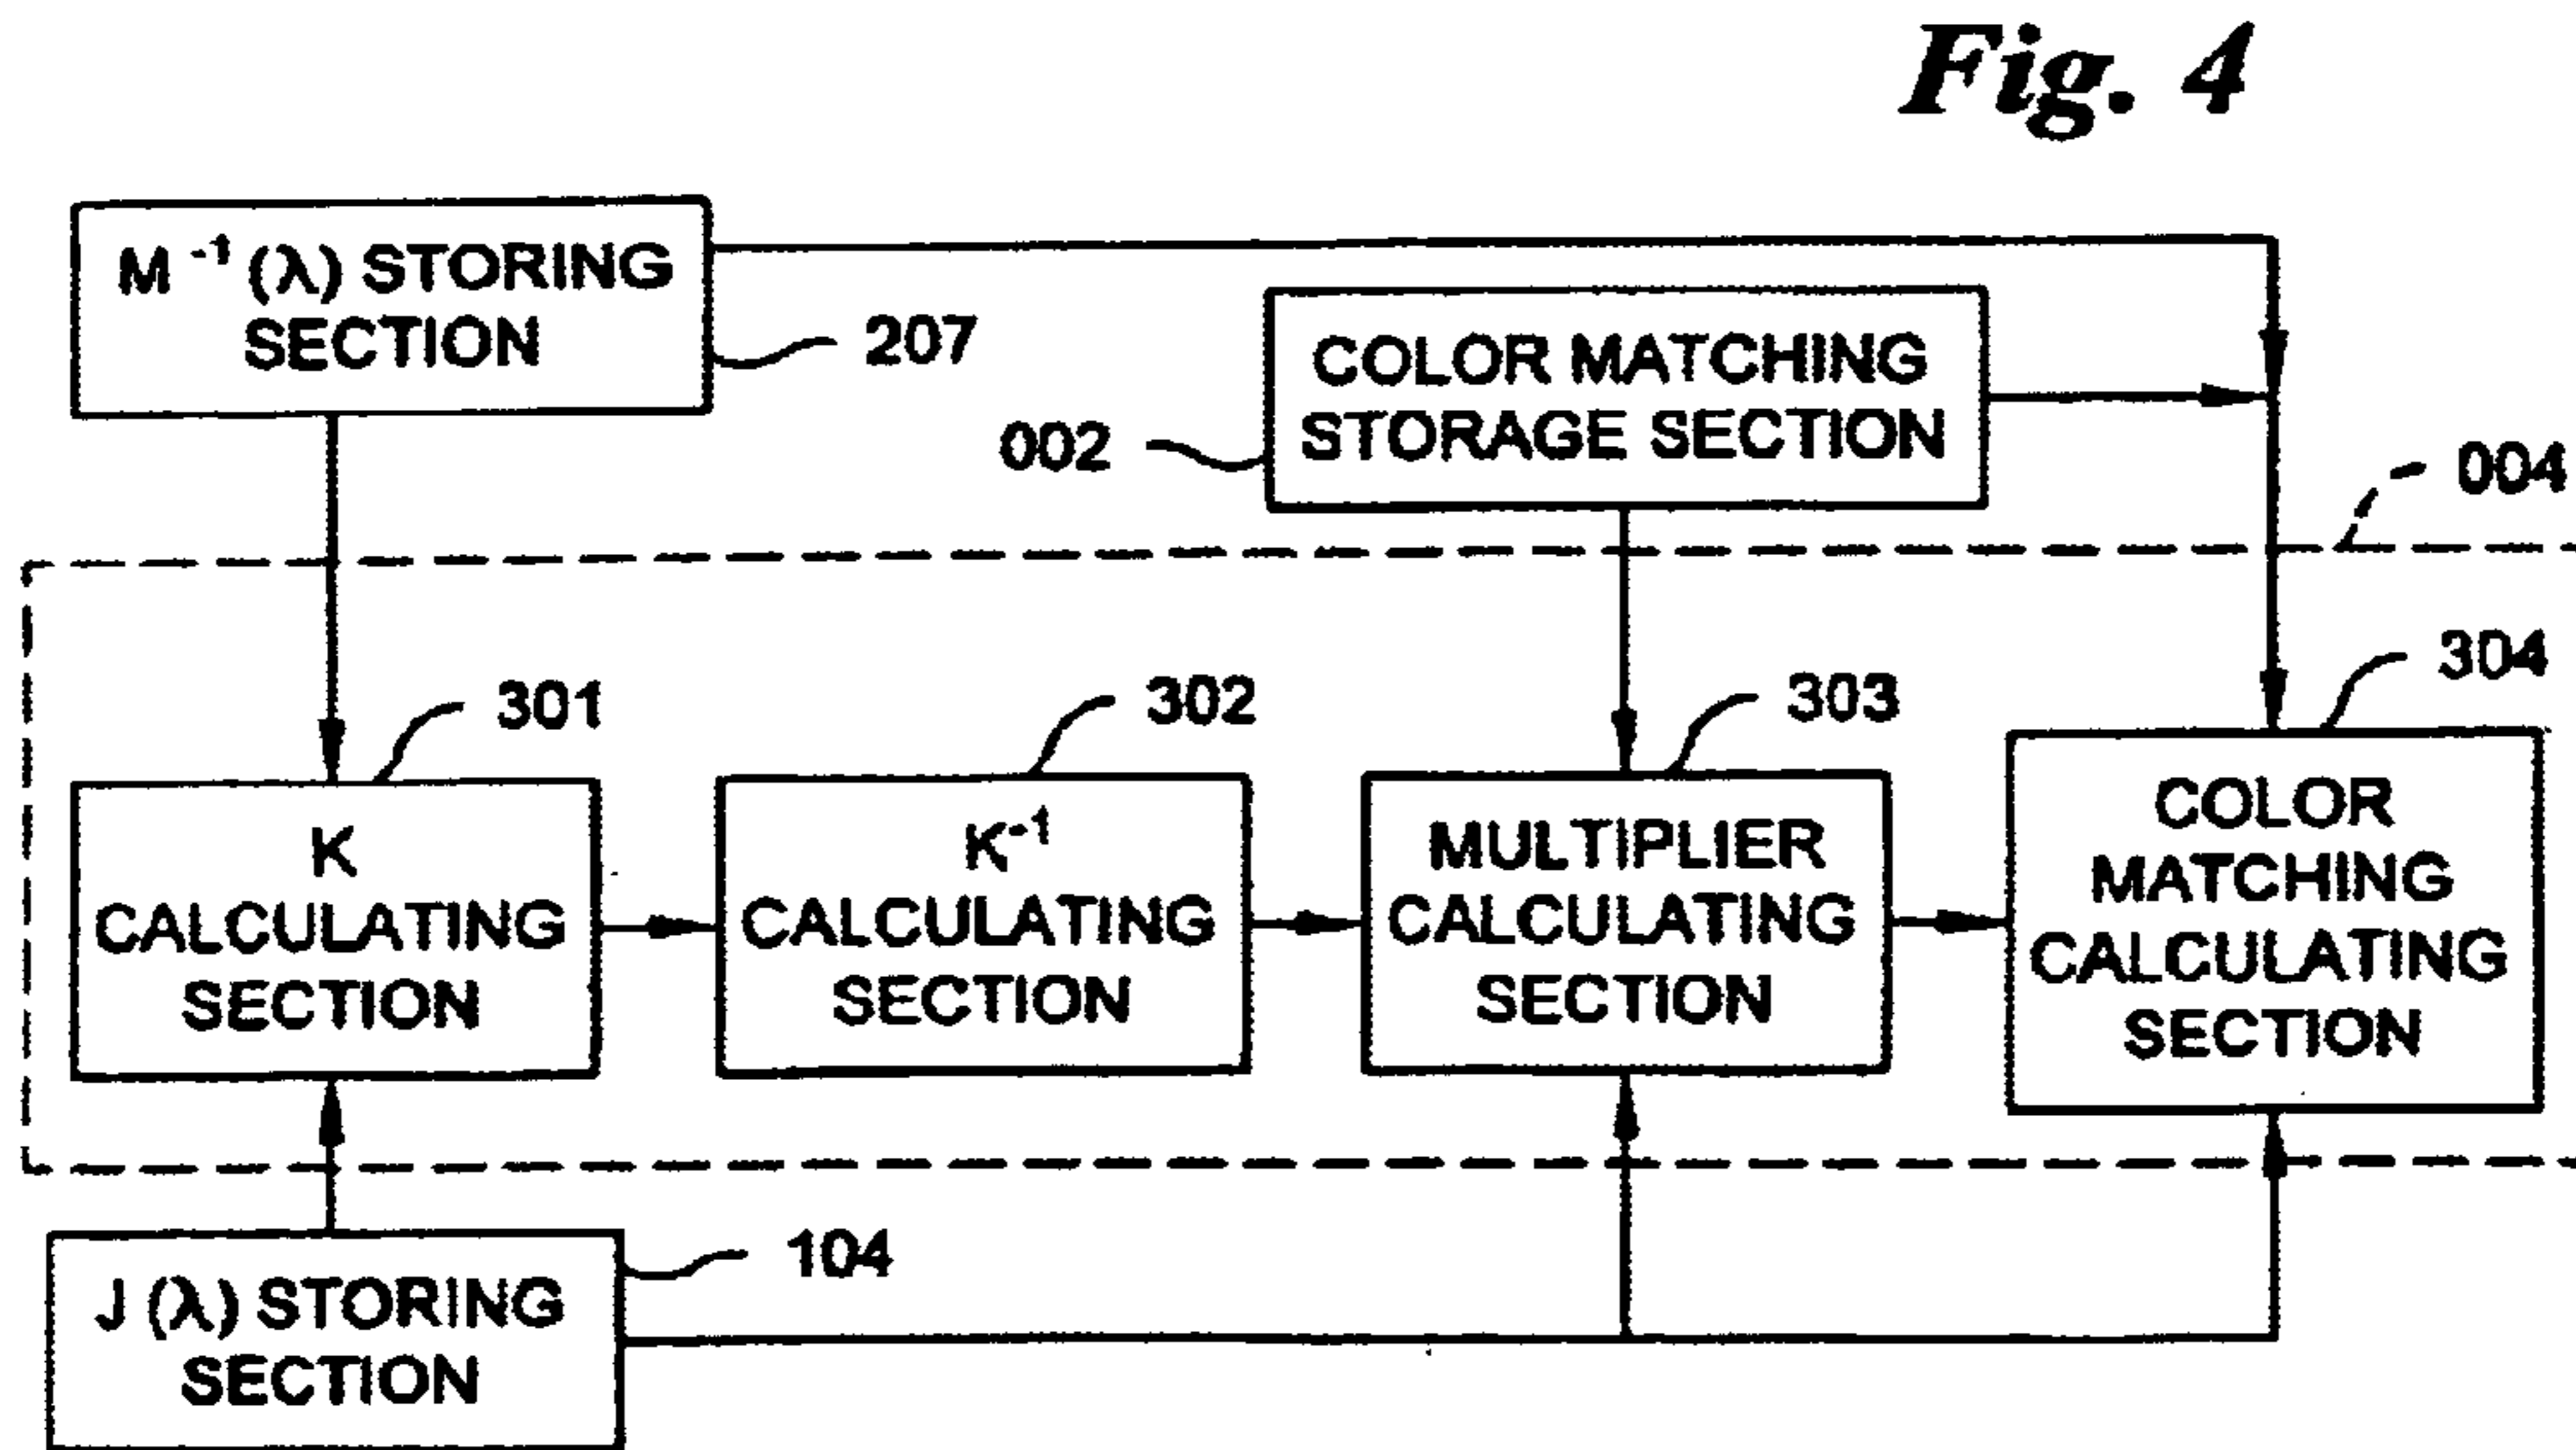 Fig. 4
M⁻¹ (λ) STORING
SECTION
207
COLOR MATCHING
STORAGE SECTION
002
004
301
302
303
304
K
CALCULATING
SECTION
K⁻¹
CALCULATING
SECTION
MULTIPLIER
CALCULATING
SECTION
COLOR
MATCHING
CALCULATING
SECTION
104
J (λ) STORING
SECTION